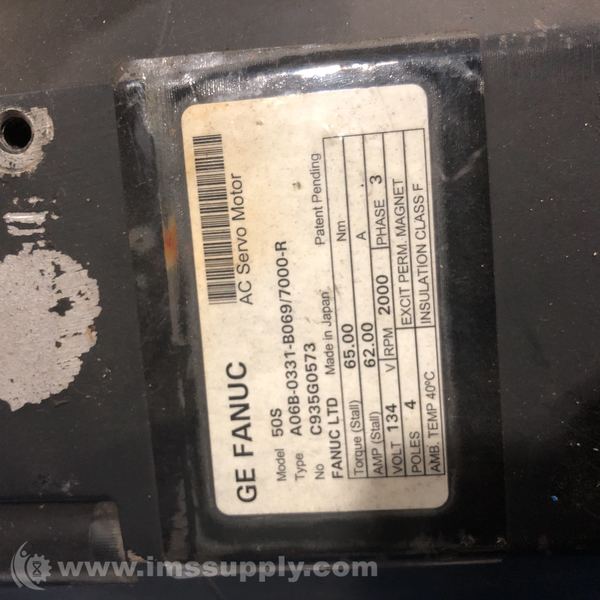 GE FANUC
AC Servo Motor
Model 50S
Type A06B-0331-B069/7000-R
No C935G0573
FANUC LTD Made in Japan Patent Pending
Torque (Stall) 65.00 Nm
AMP (Stall) 62.00 A
VOLT 134 V RPM 2000 PHASE 3
POLES 4 EXCIT PERM. MAGNET
AMB. TEMP 40°C INSULATION CLASS F
www.imssupply.com